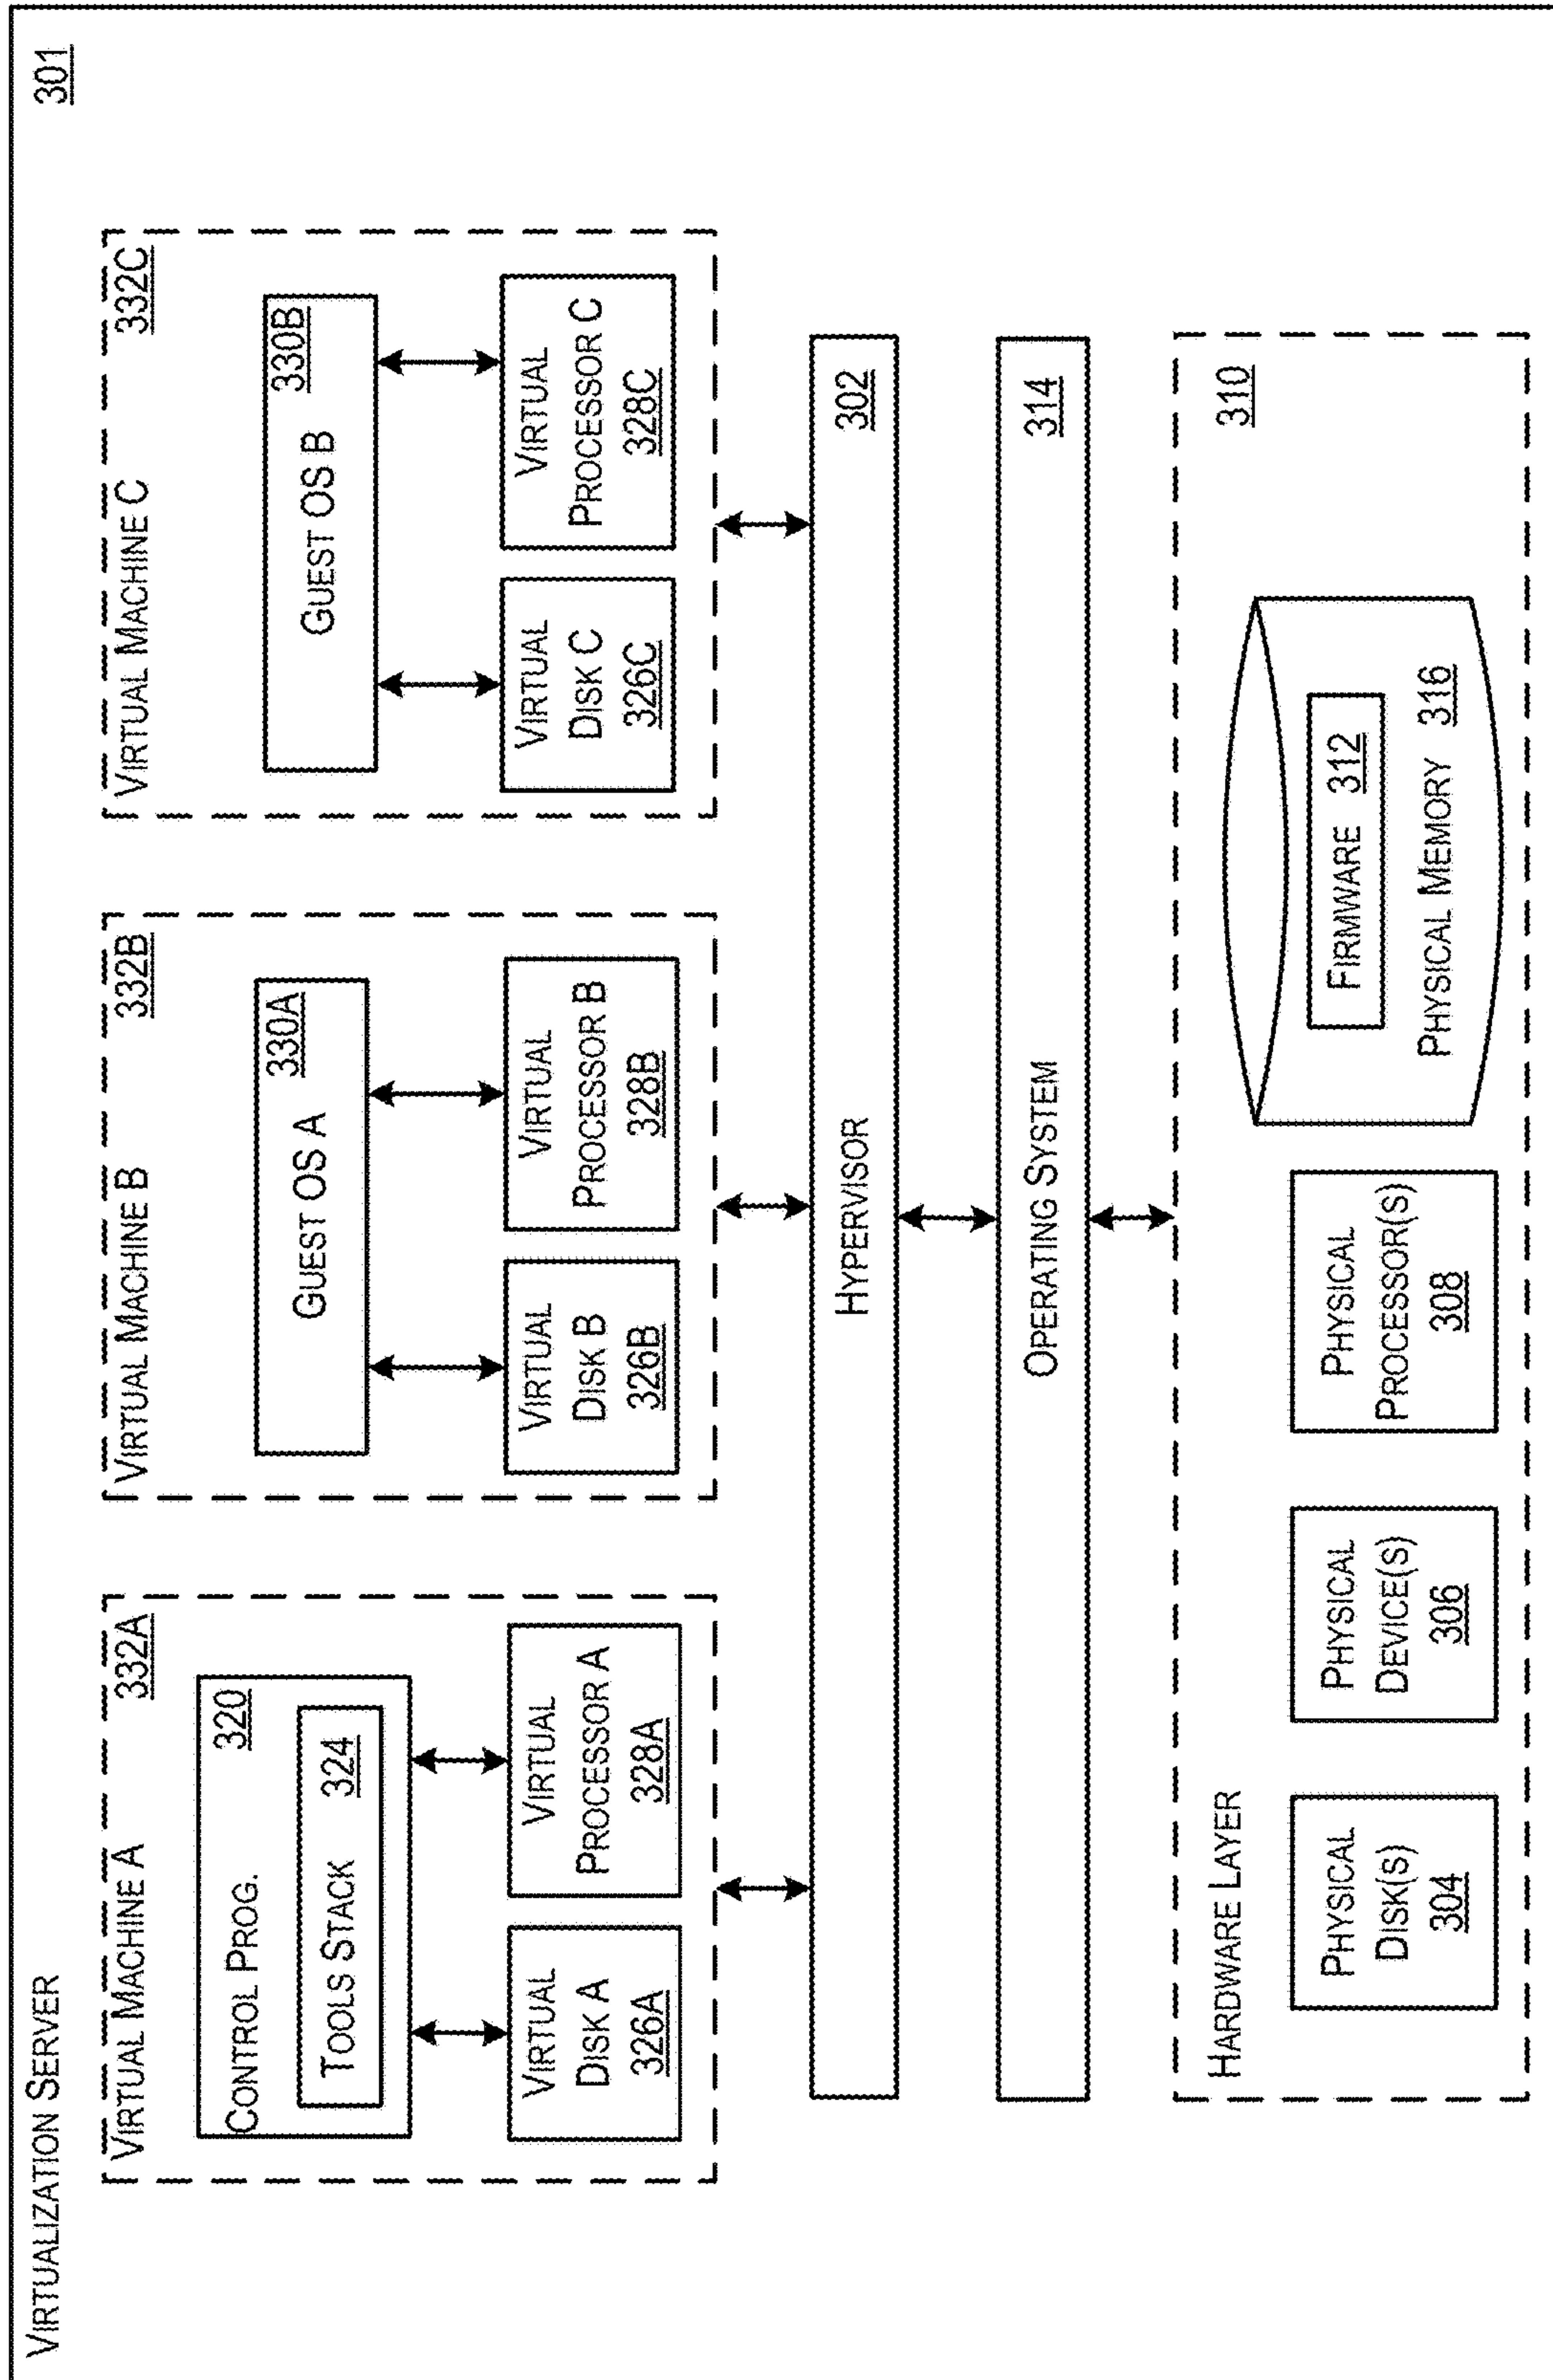 VIRTUALIZATION SERVER
301
VIRTUAL MACHINE A 332A
CONTROL PROG. 320
TOOLS STACK 324
VIRTUAL
DISK A
326A
VIRTUAL
PROCESSOR A
328A
VIRTUAL MACHINE B 332B
GUEST OS A 330A
VIRTUAL
DISK B
326B
VIRTUAL
PROCESSOR B
328B
VIRTUAL MACHINE C 332C
GUEST OS B 330B
VIRTUAL
DISK C
326C
VIRTUAL
PROCESSOR C
328C
HYPERVISOR 302
OPERATING SYSTEM 314
HARDWARE LAYER 310
PHYSICAL
DISK(S)
304
PHYSICAL
DEVICE(S)
306
PHYSICAL
PROCESSOR(S)
308
FIRMWARE 312
PHYSICAL MEMORY 316